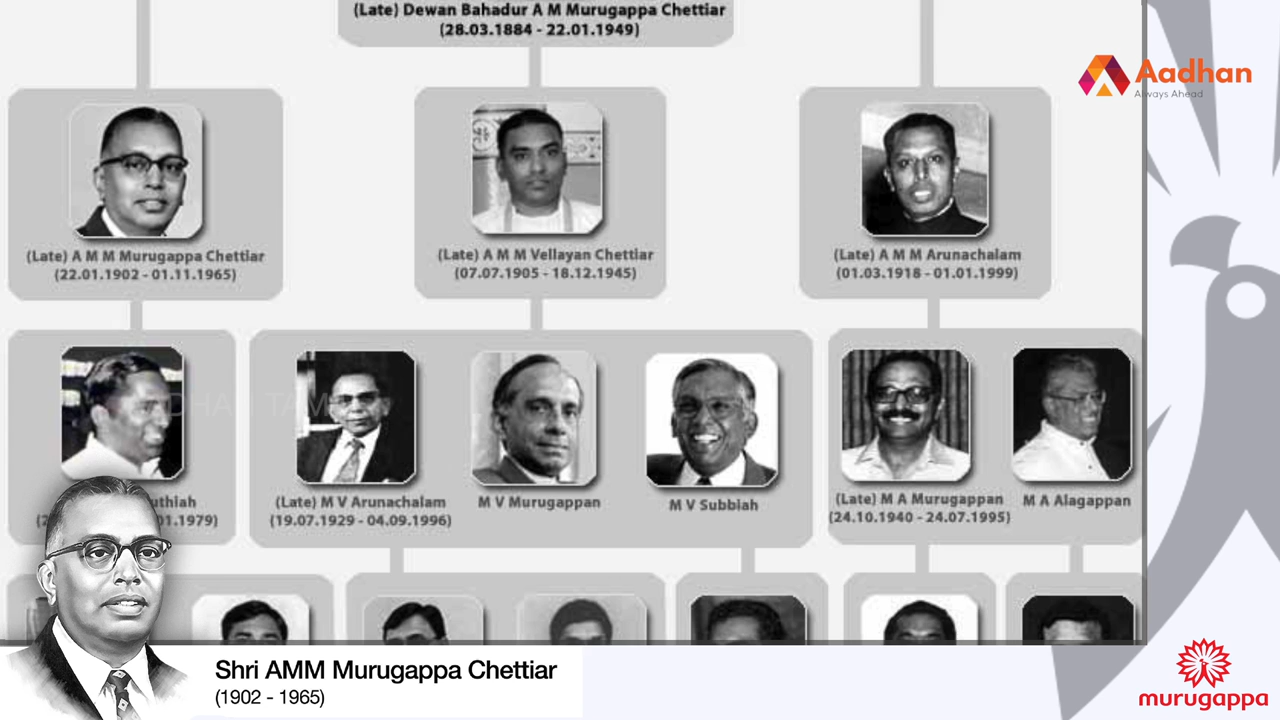 (Late) Dewan Bahadur A M Murugappa Chettiar
(28.03.1884 - 22.01.1949)
Aadhan
Always Ahead
(Late) A M M Murugappa Chettiar
(22.01.1902 - 01.11.1965)
(Late) A M M Vellayan Chettiar
(07.07.1905 - 18.12.1945)
(Late) A M M Arunachalam
(01.03.1918 - 01.01.1999)
uthiah
01.1979)
(Late) M V Arunachalam
(19.07.1929 - 04.09.1996)
M V Murugappan
M V Subbiah
(Late) M A Murugappan
(24.10.1940 - 24.07.1995)
M A Alagappan
Shri AMM Murugappa Chettiar
(1902 - 1965)
murugappa